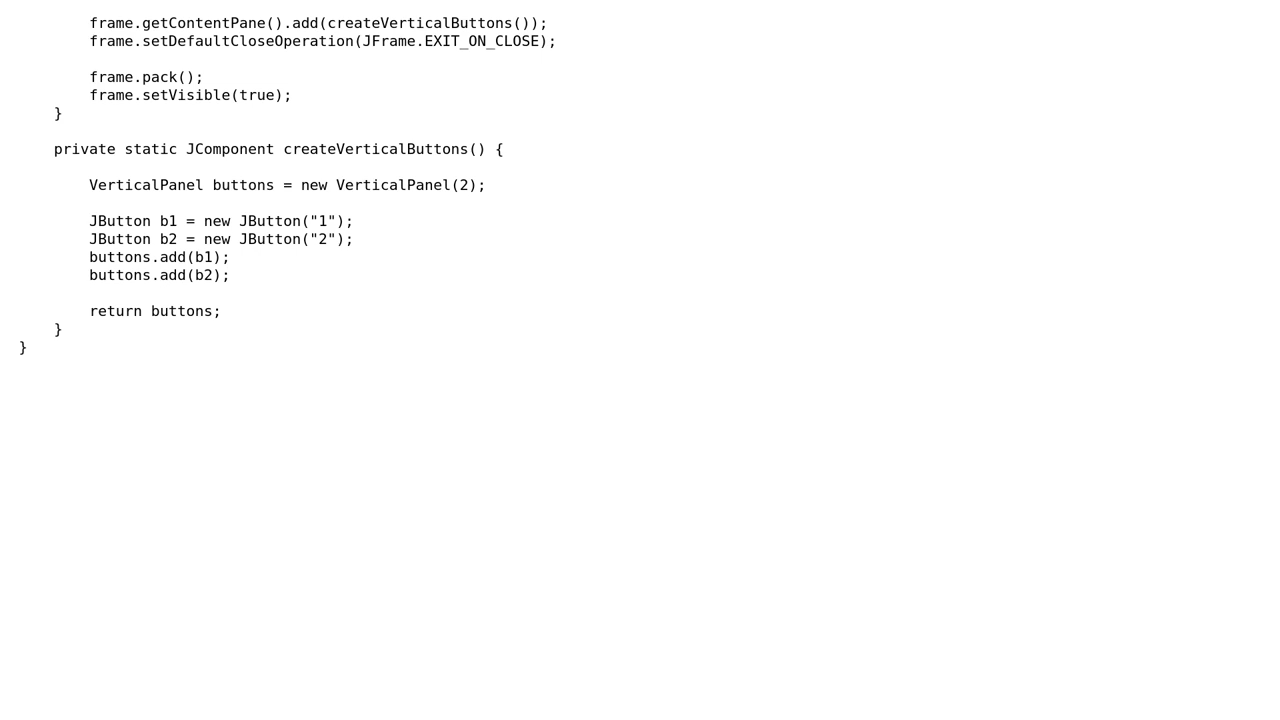 frame.getContentPane().add(createVerticalButtons());
        frame.setDefaultCloseOperation(JFrame.EXIT_ON_CLOSE);

        frame.pack();
        frame.setVisible(true);
    }

    private static JComponent createVerticalButtons() {

        VerticalPanel buttons = new VerticalPanel(2);

        JButton b1 = new JButton("1");
        JButton b2 = new JButton("2");
        buttons.add(b1);
        buttons.add(b2);

        return buttons;
    }
}